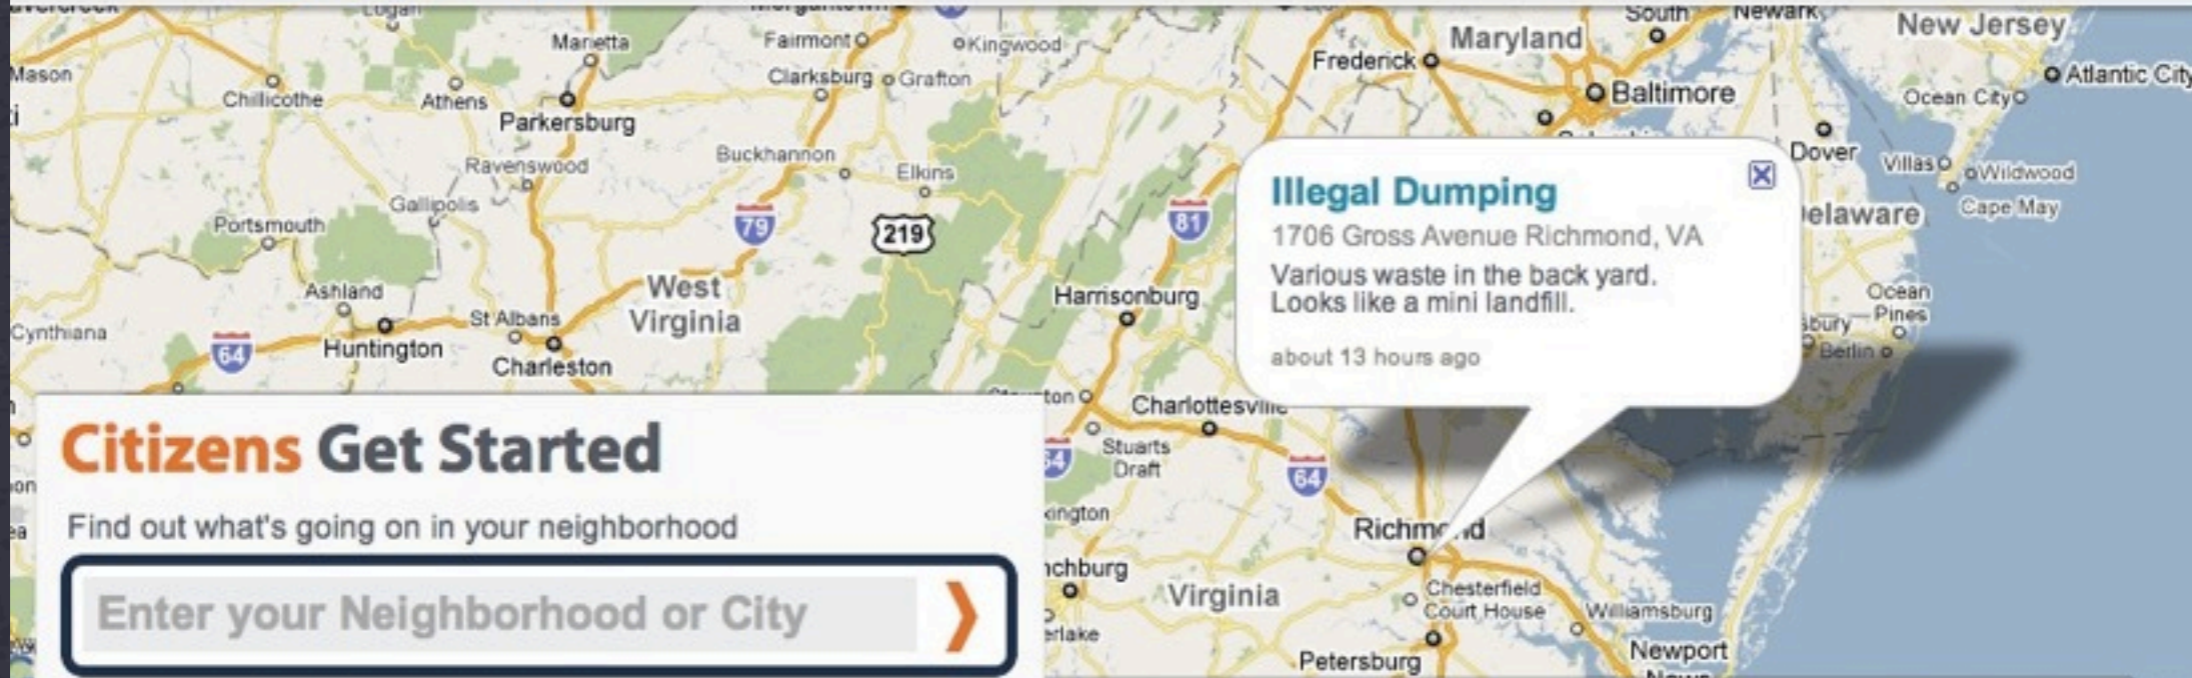 Logan
Marietta
Fairmont
Kingwood
Frederick
Maryland
South
Newark
New Jersey
Mason
Chillicothe
Athens
Parkersburg
Clarksburg
Grafton
Baltimore
Atlantic City
Ocean City
Ravenswood
Buckhannon
Elkins
Dover
Villas
Wildwood
Cape May
Gallipolis
Portsmouth
79
219
81
Illegal Dumping
1706 Gross Avenue Richmond, VA
Various waste in the back yard.
Looks like a mini landfill.
about 13 hours ago
Ashland
West
Virginia
Harrisonburg
Ocean
Pines
Berlin
Cynthiana
64
Huntington
St Albans
Charleston
Charlottesville
Stuarts
Draft
64
64
Citizens Get Started
Find out what's going on in your neighborhood
Enter your Neighborhood or City
Richmond
Virginia
Chesterfield
Court House
Williamsburg
Petersburg
Newport